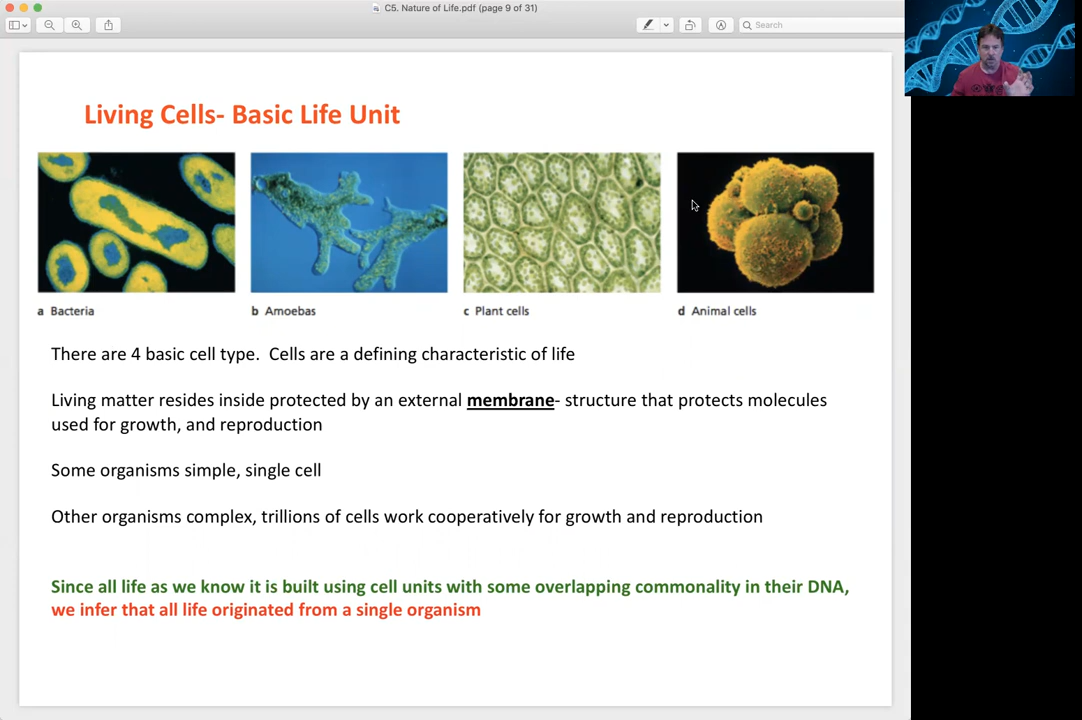 C5. Nature of Life.pdf (page 9 of 31)
Search
Living Cells- Basic Life Unit
a Bacteria
b Amoebas
c Plant cells
d Animal cells
There are 4 basic cell type.  Cells are a defining characteristic of life
Living matter resides inside protected by an external membrane- structure that protects molecules
used for growth, and reproduction
Some organisms simple, single cell
Other organisms complex, trillions of cells work cooperatively for growth and reproduction
Since all life as we know it is built using cell units with some overlapping commonality in their DNA,
we infer that all life originated from a single organism